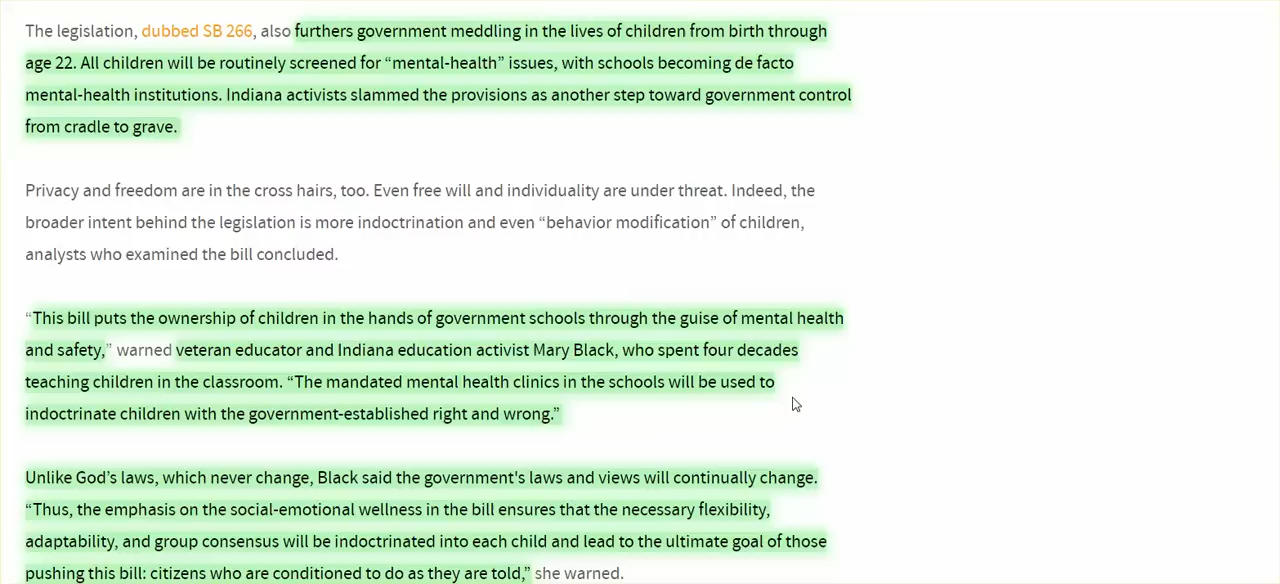 The legislation, dubbed SB 266, also furthers government meddling in the lives of children from birth through
age 22. All children will be routinely screened for “mental-health” issues, with schools becoming de facto
mental-health institutions. Indiana activists slammed the provisions as another step toward government control
from cradle to grave.
Privacy and freedom are in the cross hairs, too. Even free will and individuality are under threat. Indeed, the
broader intent behind the legislation is more indoctrination and even “behavior modification” of children,
analysts who examined the bill concluded.
“This bill puts the ownership of children in the hands of government schools through the guise of mental health
and safety,” warned veteran educator and Indiana education activist Mary Black, who spent four decades
teaching children in the classroom. “The mandated mental health clinics in the schools will be used to
indoctrinate children with the government-established right and wrong.”
Unlike God’s laws, which never change, Black said the government's laws and views will continually change.
“Thus, the emphasis on the social-emotional wellness in the bill ensures that the necessary flexibility,
adaptability, and group consensus will be indoctrinated into each child and lead to the ultimate goal of those
pushing this bill: citizens who are conditioned to do as they are told,” she warned.